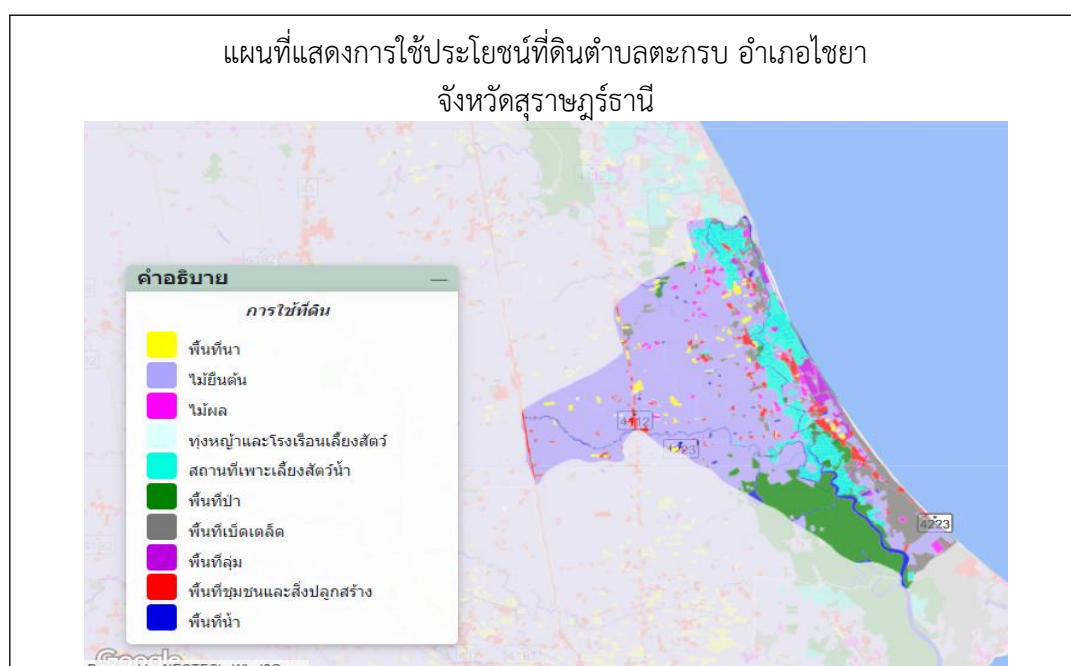 แผนที่แสดงการใช้ประโยชน์ที่ดินตำบลตะกรบ อำเภอไชยา
จังหวัดสุราษฎร์ธานี
4112
4192
คำอธิบาย
การใช้ที่ดิน
พื้นที่นา
ไม้ยืนต้น
ไม้ผล
ทุ่งหญ้าและโรงเรือนเลี้ยงสัตว์
สถานที่เพาะเลี้ยงสัตว์น้ำ
พื้นที่ป่า
พื้นที่เบ็ดเตล็ด
พื้นที่ลุ่ม
พื้นที่ชุมชนและสิ่งปลูกสร้าง
พื้นที่น้ำ
4112
4223
4223
Google